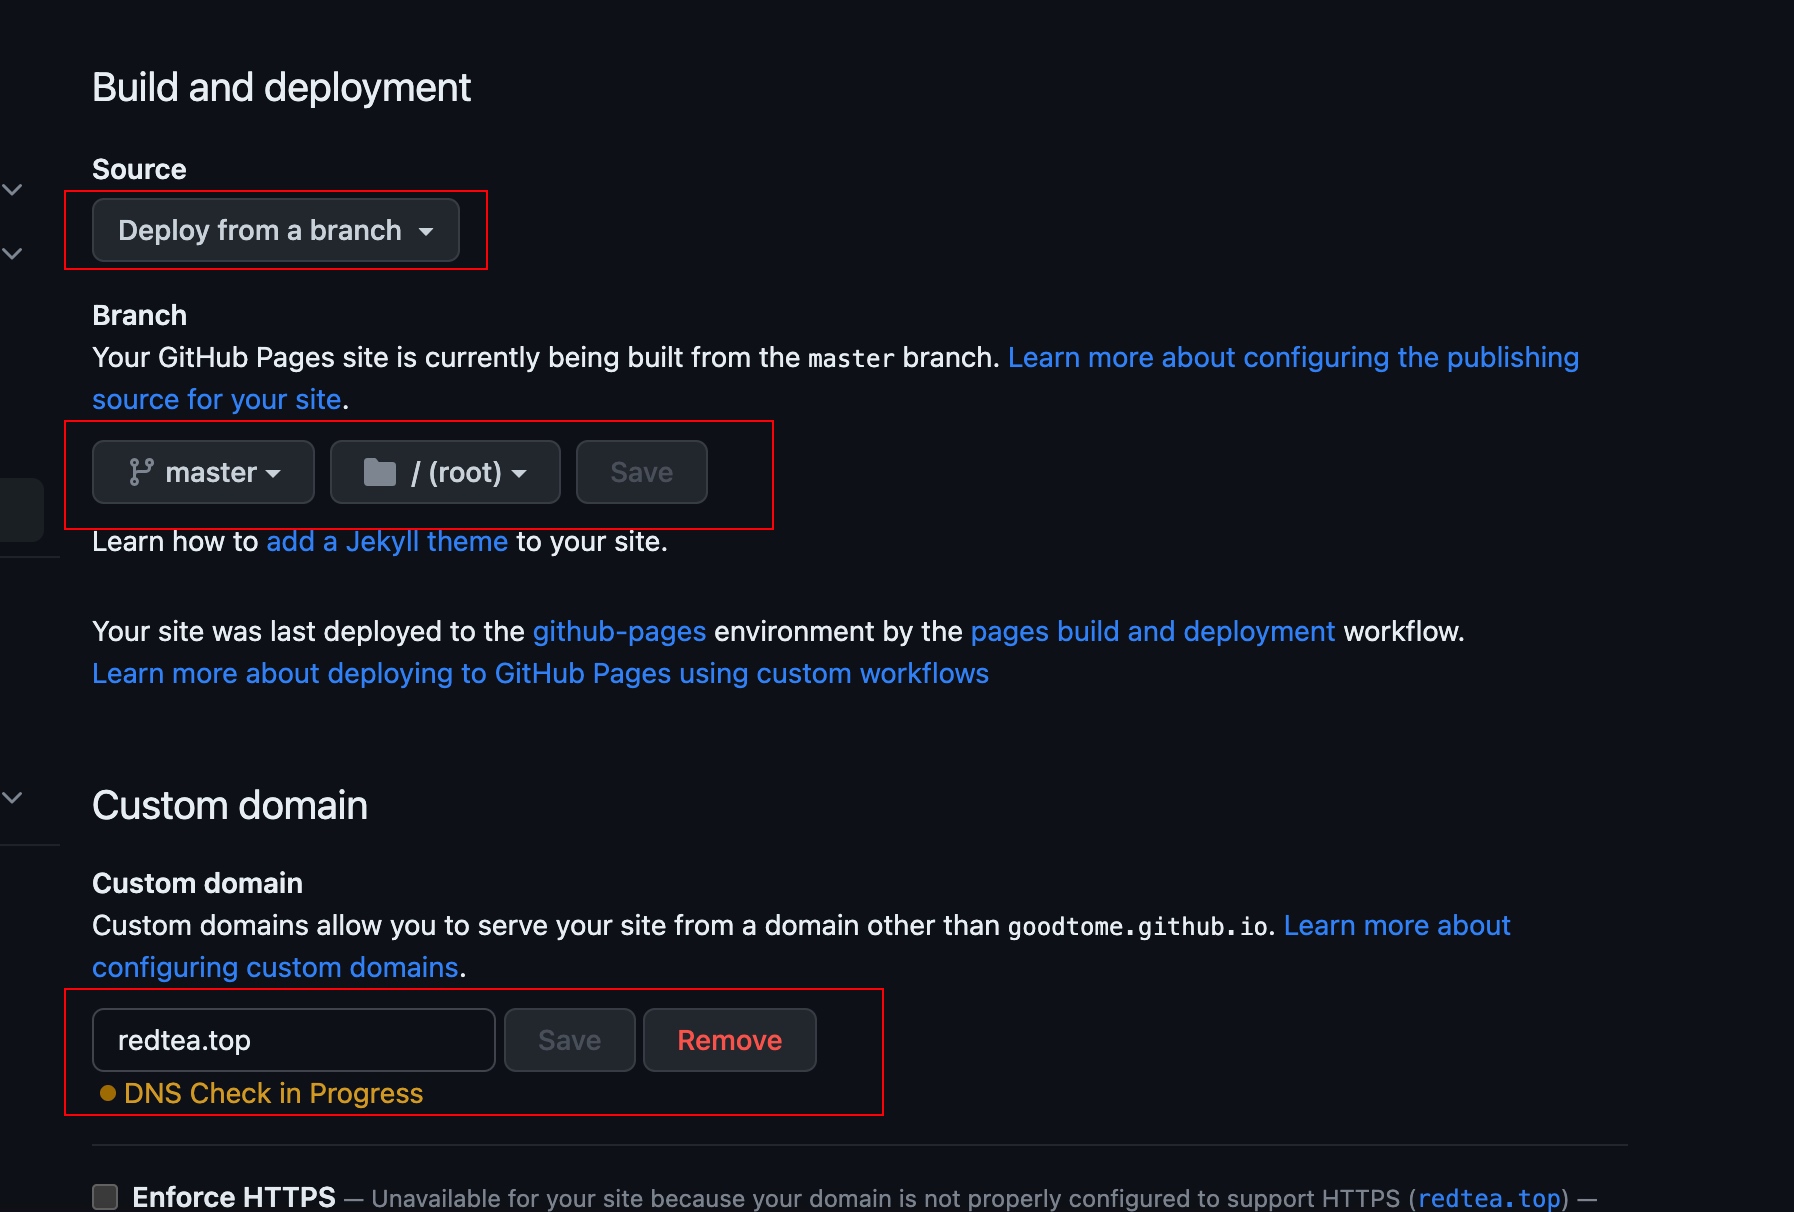 Build and deployment
Source
Deploy from a branch
Branch
Your GitHub Pages site is currently being built from the master branch. Learn more about configuring the publishing
source for your site.
master / (root) Save
Learn how to add a Jekyll theme to your site.
Your site was last deployed to the github-pages environment by the pages build and deployment workflow.
Learn more about deploying to GitHub Pages using custom workflows
Custom domain
Custom domain
Custom domains allow you to serve your site from a domain other than goodtome.github.io. Learn more about
configuring custom domains.
redtea.top Save Remove
DNS Check in Progress
Enforce HTTPS — Unavailable for your site because your domain is not properly configured to support HTTPS (redtea.top) —